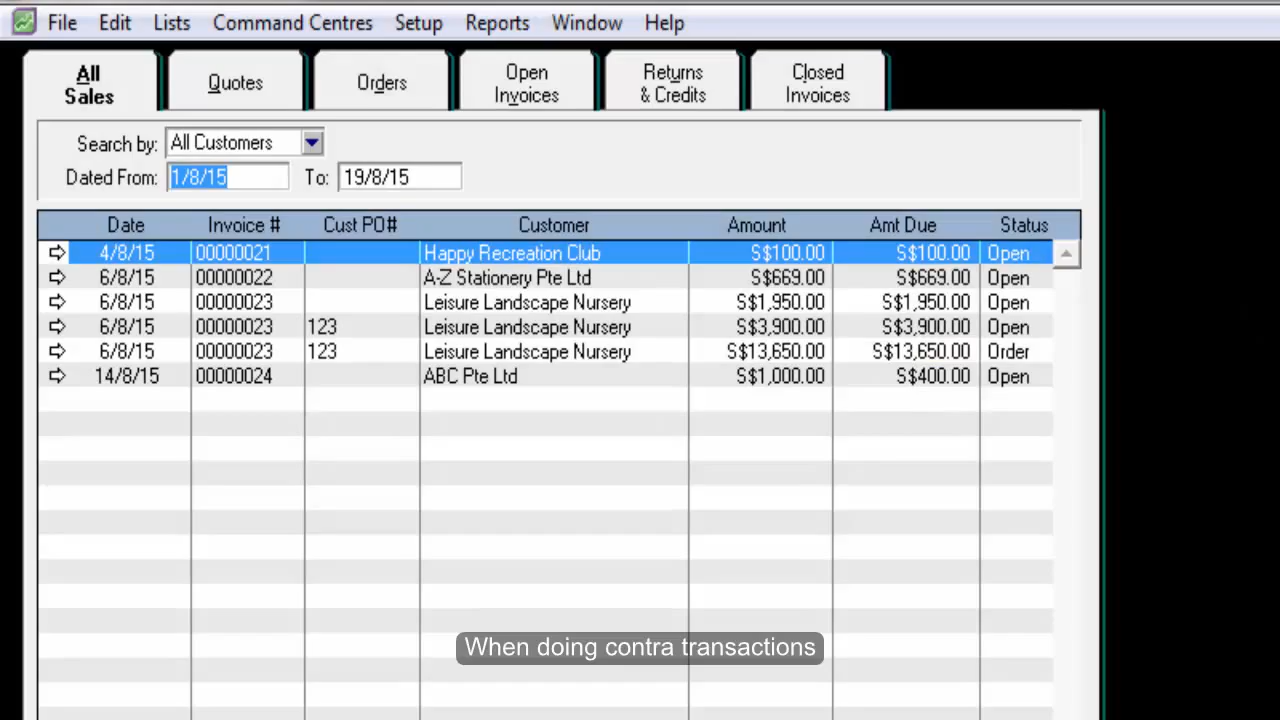 File Edit Lists Command Centres Setup Reports Window Help
All Sales Quotes Orders Open Invoices Returns & Credits Closed Invoices
Search by: All Customers
Dated From: 1/8/15 To: 19/8/15
Date Invoice # Cust PO# Customer Amount Amt Due Status
4/8/15 00000021 Happy Recreation Club S$100.00 S$100.00 Open
6/8/15 00000022 A-Z Stationery Pte Ltd S$669.00 S$669.00 Open
6/8/15 00000023 Leisure Landscape Nursery S$1,950.00 S$1,950.00 Open
6/8/15 00000023 123 Leisure Landscape Nursery S$3,900.00 S$3,900.00 Open
6/8/15 00000023 123 Leisure Landscape Nursery S$13,650.00 S$13,650.00 Order
14/8/15 00000024 ABC Pte Ltd S$1,000.00 S$400.00 Open
When doing contra transactions